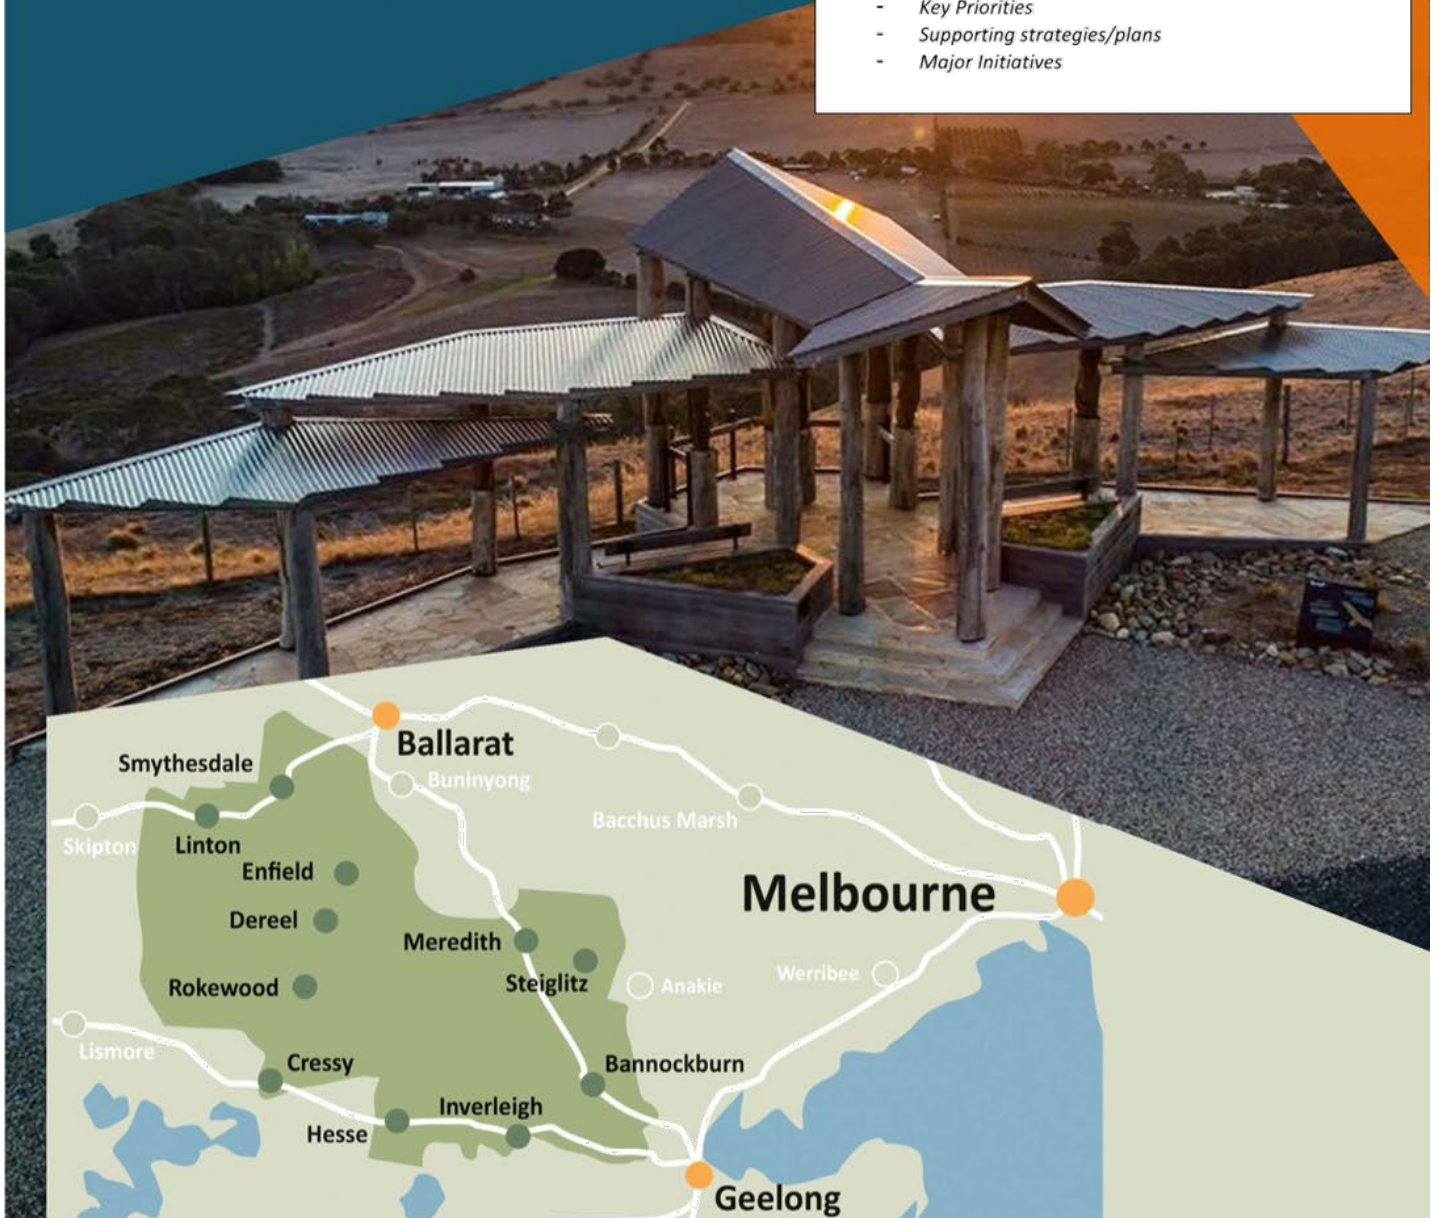 - Key Priorities
- Supporting strategies/plans
- Major Initiatives
Ballarat
Smythesdale
Buninyong
Bacchus Marsh
Skipton
Linton
Enfield
Melbourne
Dereel
Meredith
Werribee
Steiglitz
Anakie
Rokewood
Lismore
Cressy
Bannockburn
Inverleigh
Hesse
Geelong